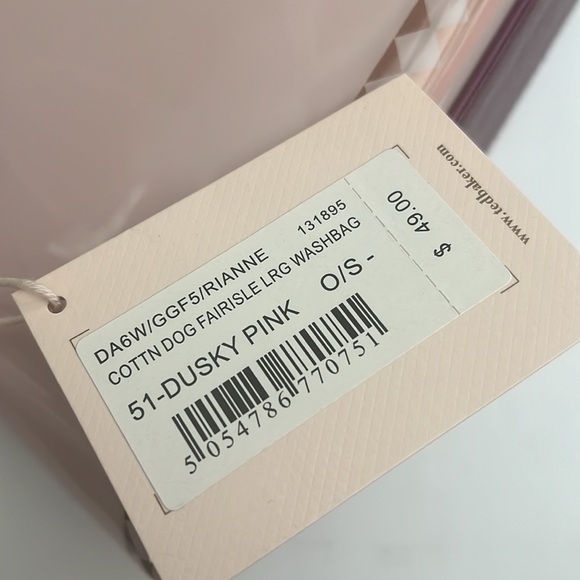 www.tedbaker.com
131895
DA6W/GGF5/RIANNE
COTTN DOG FAIRISLE LRG WASHBAG
51-DUSKY PINK O/S -
5 054786 770751
$ 49.00